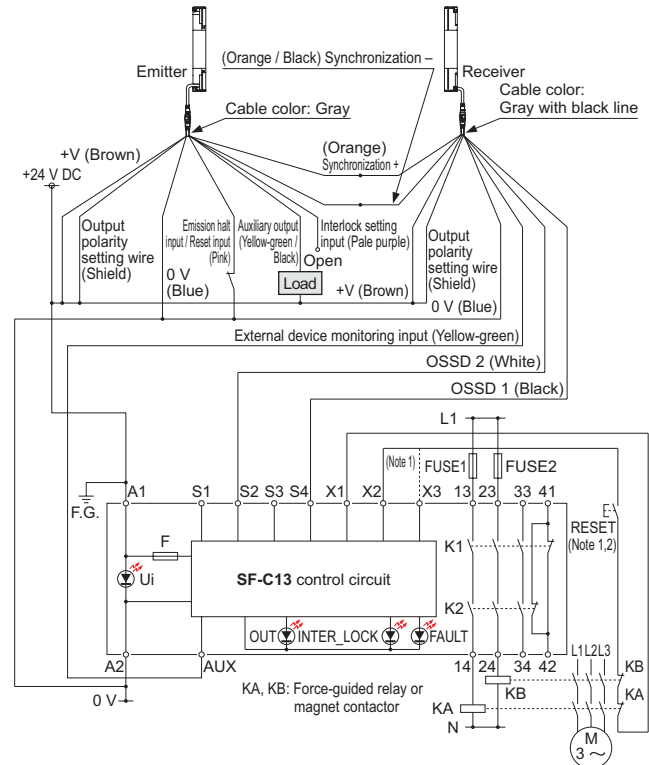 (Orange / Black) Synchronization –
Emitter
Receiver
Cable color: Gray
Cable color:
Gray with black line
+V (Brown)
(Orange)
Synchronization +
+24 V DC
Output
polarity
setting wire
(Shield)
0 V
(Blue)
Emission halt
input / Reset input
(Pink)
Auxiliary output
(Yellow-green /
Black)
Interlock setting
input (Pale purple)
Open
Load
+V (Brown)
Output
polarity
setting wire
(Shield)
0 V (Blue)
External device monitoring input (Yellow-green)
OSSD 2 (White)
OSSD 1 (Black)
L1
(Note 1)
FUSE1
FUSE2
F.G.
A1
S1
S2
S3
S4
X1
X2
X3
13
23
33
41
RESET
(Note 1,2)
F
Ui
SF-C13 control circuit
K1
K2
OUT
INTER_LOCK
FAULT
A2
AUX
14
24
34
42
L1
L2
L3
KB
KA
0 V
KA, KB: Force-guided relay or
magnet contactor
KB
KA
N
M
3 ~